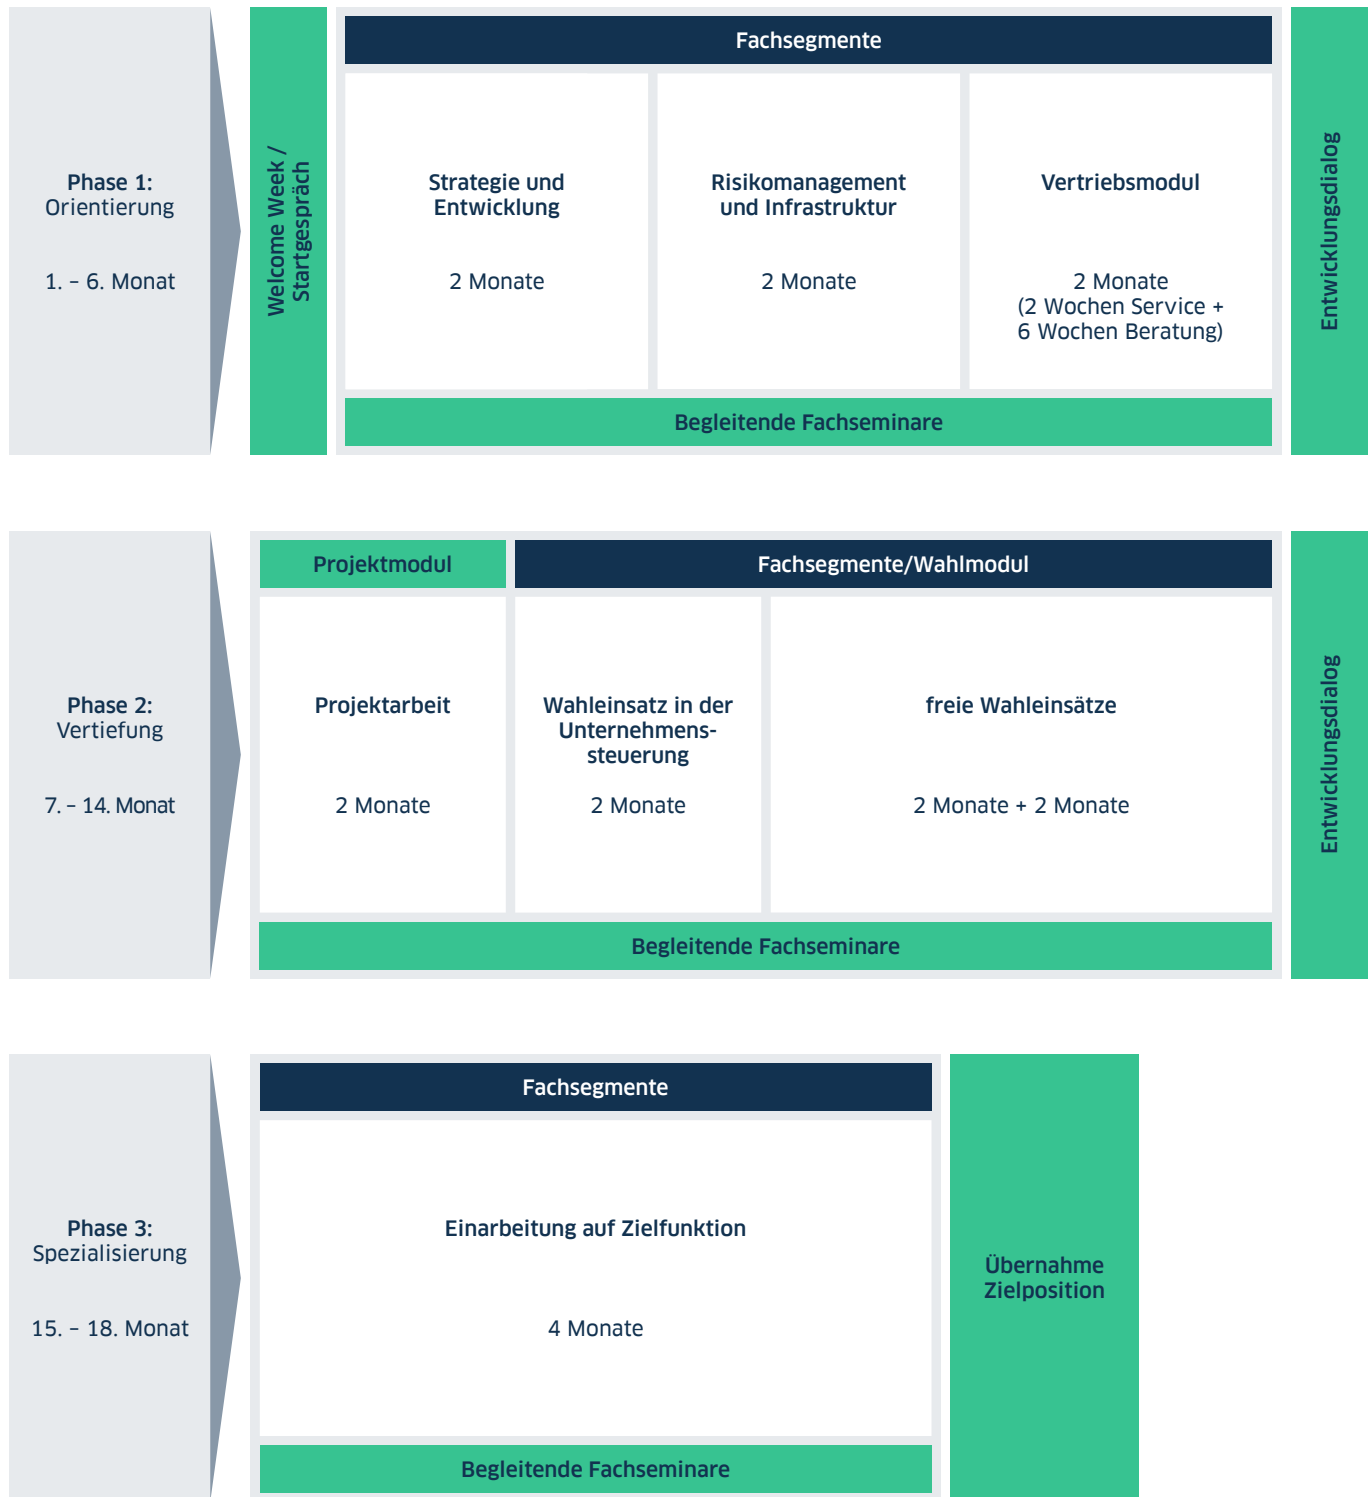 Phase 1:
Orientierung
1. – 6. Monat
Welcome Week /
Startgespräch
Fachsegmente
Strategie und
Entwicklung
2 Monate
Risikomanagement
und Infrastruktur
2 Monate
Vertriebsmodul
2 Monate
(2 Wochen Service +
6 Wochen Beratung)
Begleitende Fachseminare
Entwicklungsdialog
Phase 2:
Vertiefung
7. – 14. Monat
Projektmodul
Fachsegmente/Wahlmodul
Projektarbeit
2 Monate
Wahleinsatz in der
Unternehmens-
steuerung
2 Monate
freie Wahleinsätze
2 Monate + 2 Monate
Begleitende Fachseminare
Entwicklungsdialog
Phase 3:
Spezialisierung
15. – 18. Monat
Fachsegmente
Einarbeitung auf Zielfunktion
4 Monate
Begleitende Fachseminare
Übernahme
Zielposition